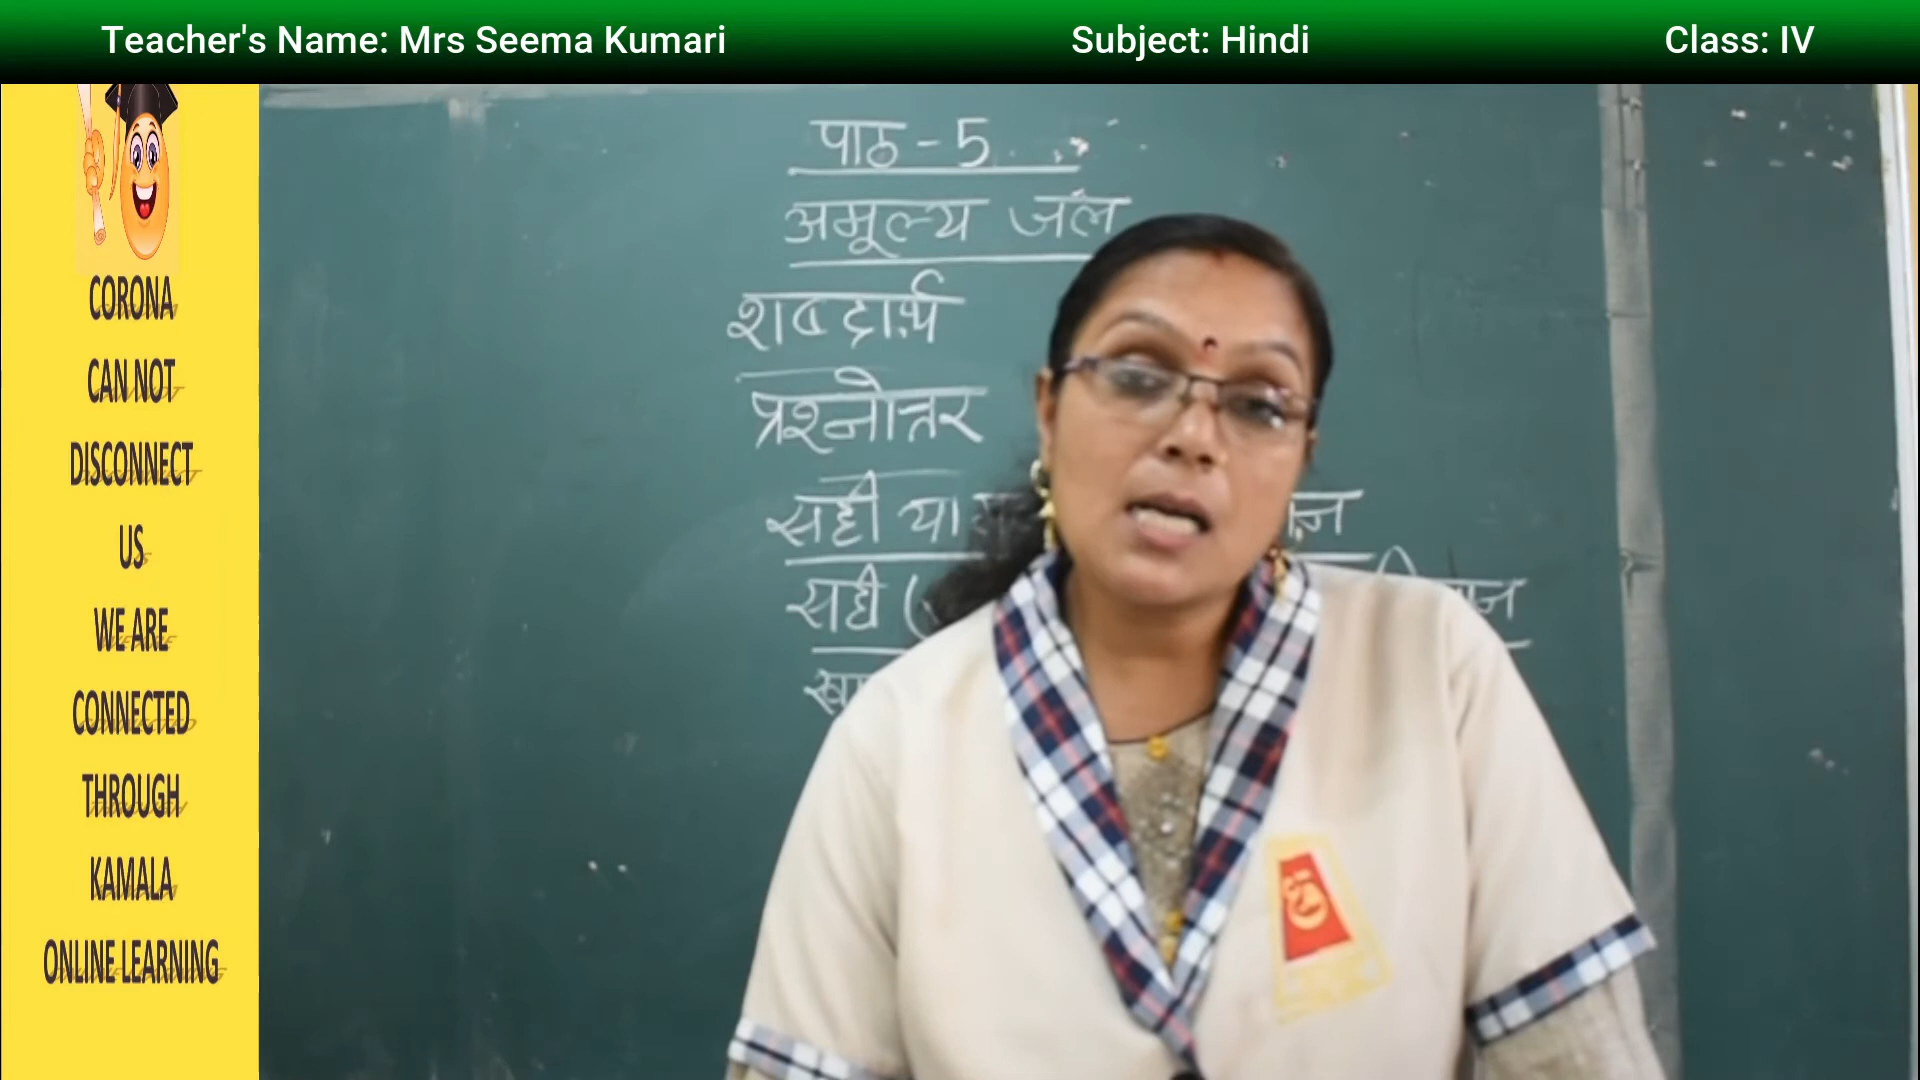 Teacher's Name: Mrs Seema Kumari Subject: Hindi Class: IV
CORONA
CAN NOT
DISCONNECT
US
WE ARE
CONNECTED
THROUGH
KAMALA
ONLINE LEARNING
पाठ - 5
अमूल्य जल
शब्दार्थ
प्रश्नोत्तर
सही या
सही (